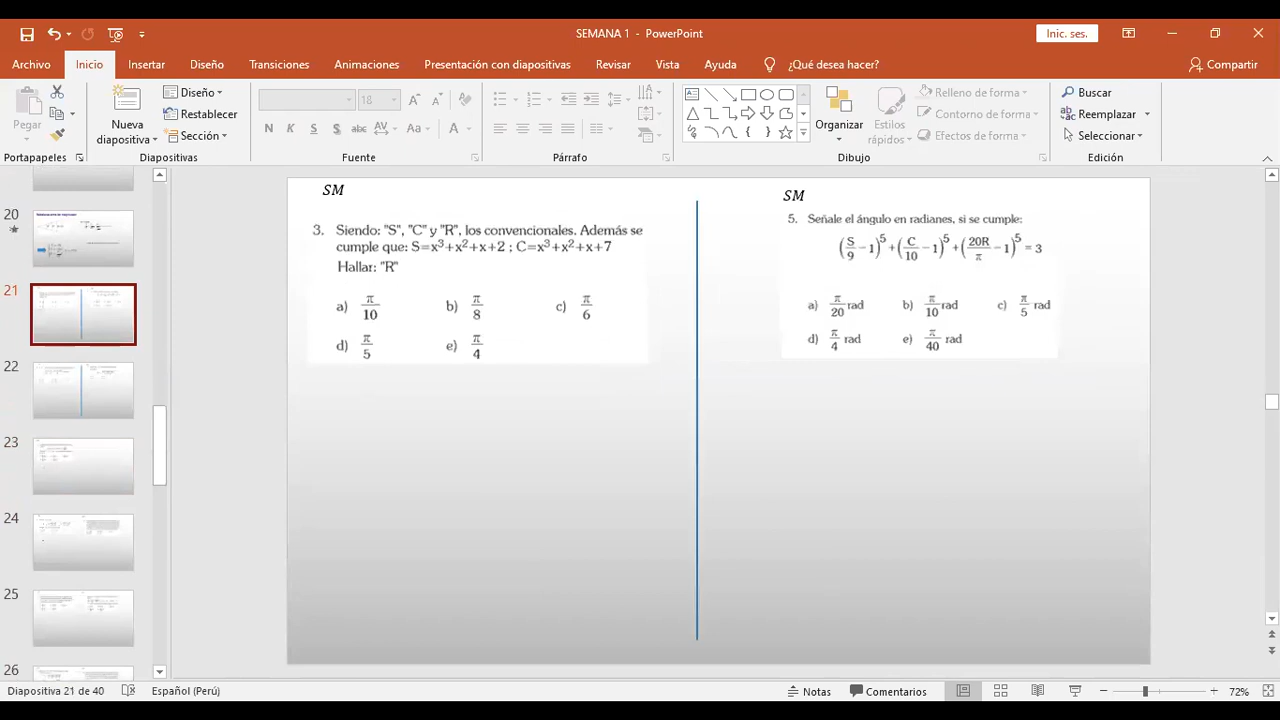 SEMANA 1 - PowerPoint
Inic. ses.
Archivo Inicio Insertar Diseño Transiciones Animaciones Presentación con diapositivas Revisar Vista Ayuda ¿Qué desea hacer? Compartir
Pegar
Nueva diapositiva
Diseño
Restablecer
Sección
18
N K S abc AV Aa A
Organizar
Estilos rápidos
Relleno de forma
Contorno de forma
Efectos de forma
Buscar
Reemplazar
Seleccionar
Portapapeles Diapositivas Fuente Párrafo Dibujo Edición
20
21
22
23
24
25
26
SM
3. Siendo: "S", "C" y "R", los convencionales. Además se
cumple que: S=x³+x²+x+2 ; C=x³+x²+x+7
Hallar: "R"
a) π/10 b) π/8 c) π/6
d) π/5 e) π/4
SM
5. Señale el ángulo en radianes, si se cumple:
(S/9 −1)⁵ + (C/10 −1)⁵ + (20R/π −1)⁵ = 3
a) π/20 rad b) π/10 rad c) π/5 rad
d) π/4 rad e) π/40 rad
Diapositiva 21 de 40 Español (Perú) Notas Comentarios 72%